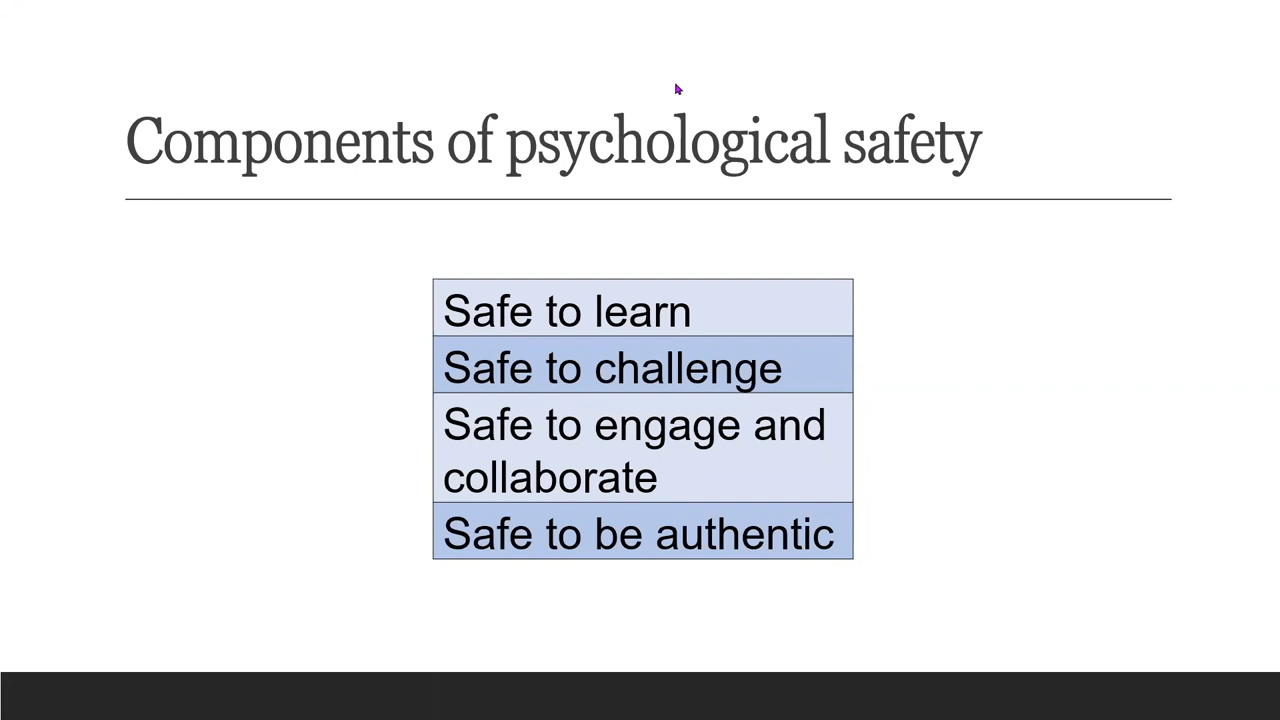 Components of psychological safety
Safe to learn
Safe to challenge
Safe to engage and
collaborate
Safe to be authentic